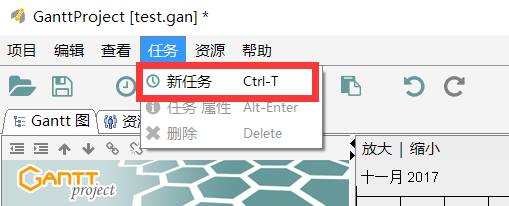 GanttProject [test.gan] *
项目 编辑 查看 任务 资源 帮助
新任务 Ctrl-T
任务 属性 Alt-Enter
删除 Delete
Gantt 图
资
放大 | 缩小
GANTT
project
十一月 2017